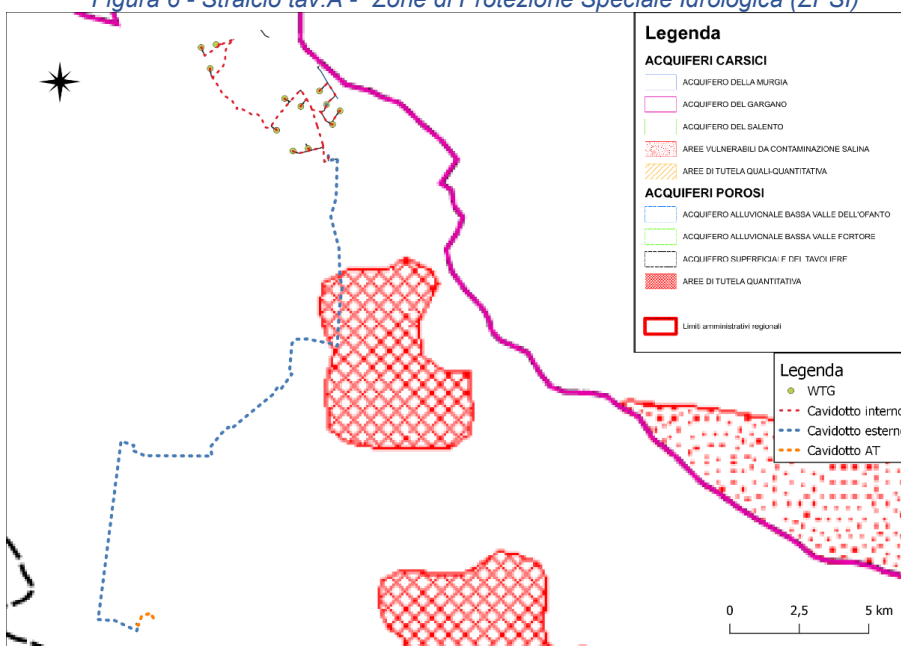 Figura 6 - Stralcio tav.A - "Zone di Protezione Speciale Idrologica (ZPSI)
Legenda
ACQUIFERI CARSICI
ACQUIFERO DELLA MURGIA
ACQUIFERO DEL GARGANO
ACQUIFERO DEL SALENTO
AREE VULNERABILI DA CONTAMINAZIONE SALINA
AREE DI TUTELA QUALI-QUANTITATIVA
ACQUIFERI POROSI
ACQUIFERO ALLUVIONALE BASSA VALLE DELL'OFANTO
ACQUIFERO ALLUVIONALE BASSA VALLE FORTORE
ACQUIFERO SUPERFICIALE DEL TAVOLIERE
AREE DI TUTELA QUANTITATIVA
Limiti amministrativi regionali
Legenda
WTG
Cavidotto interno
Cavidotto esterno
Cavidotto AT
0 2,5 5 km